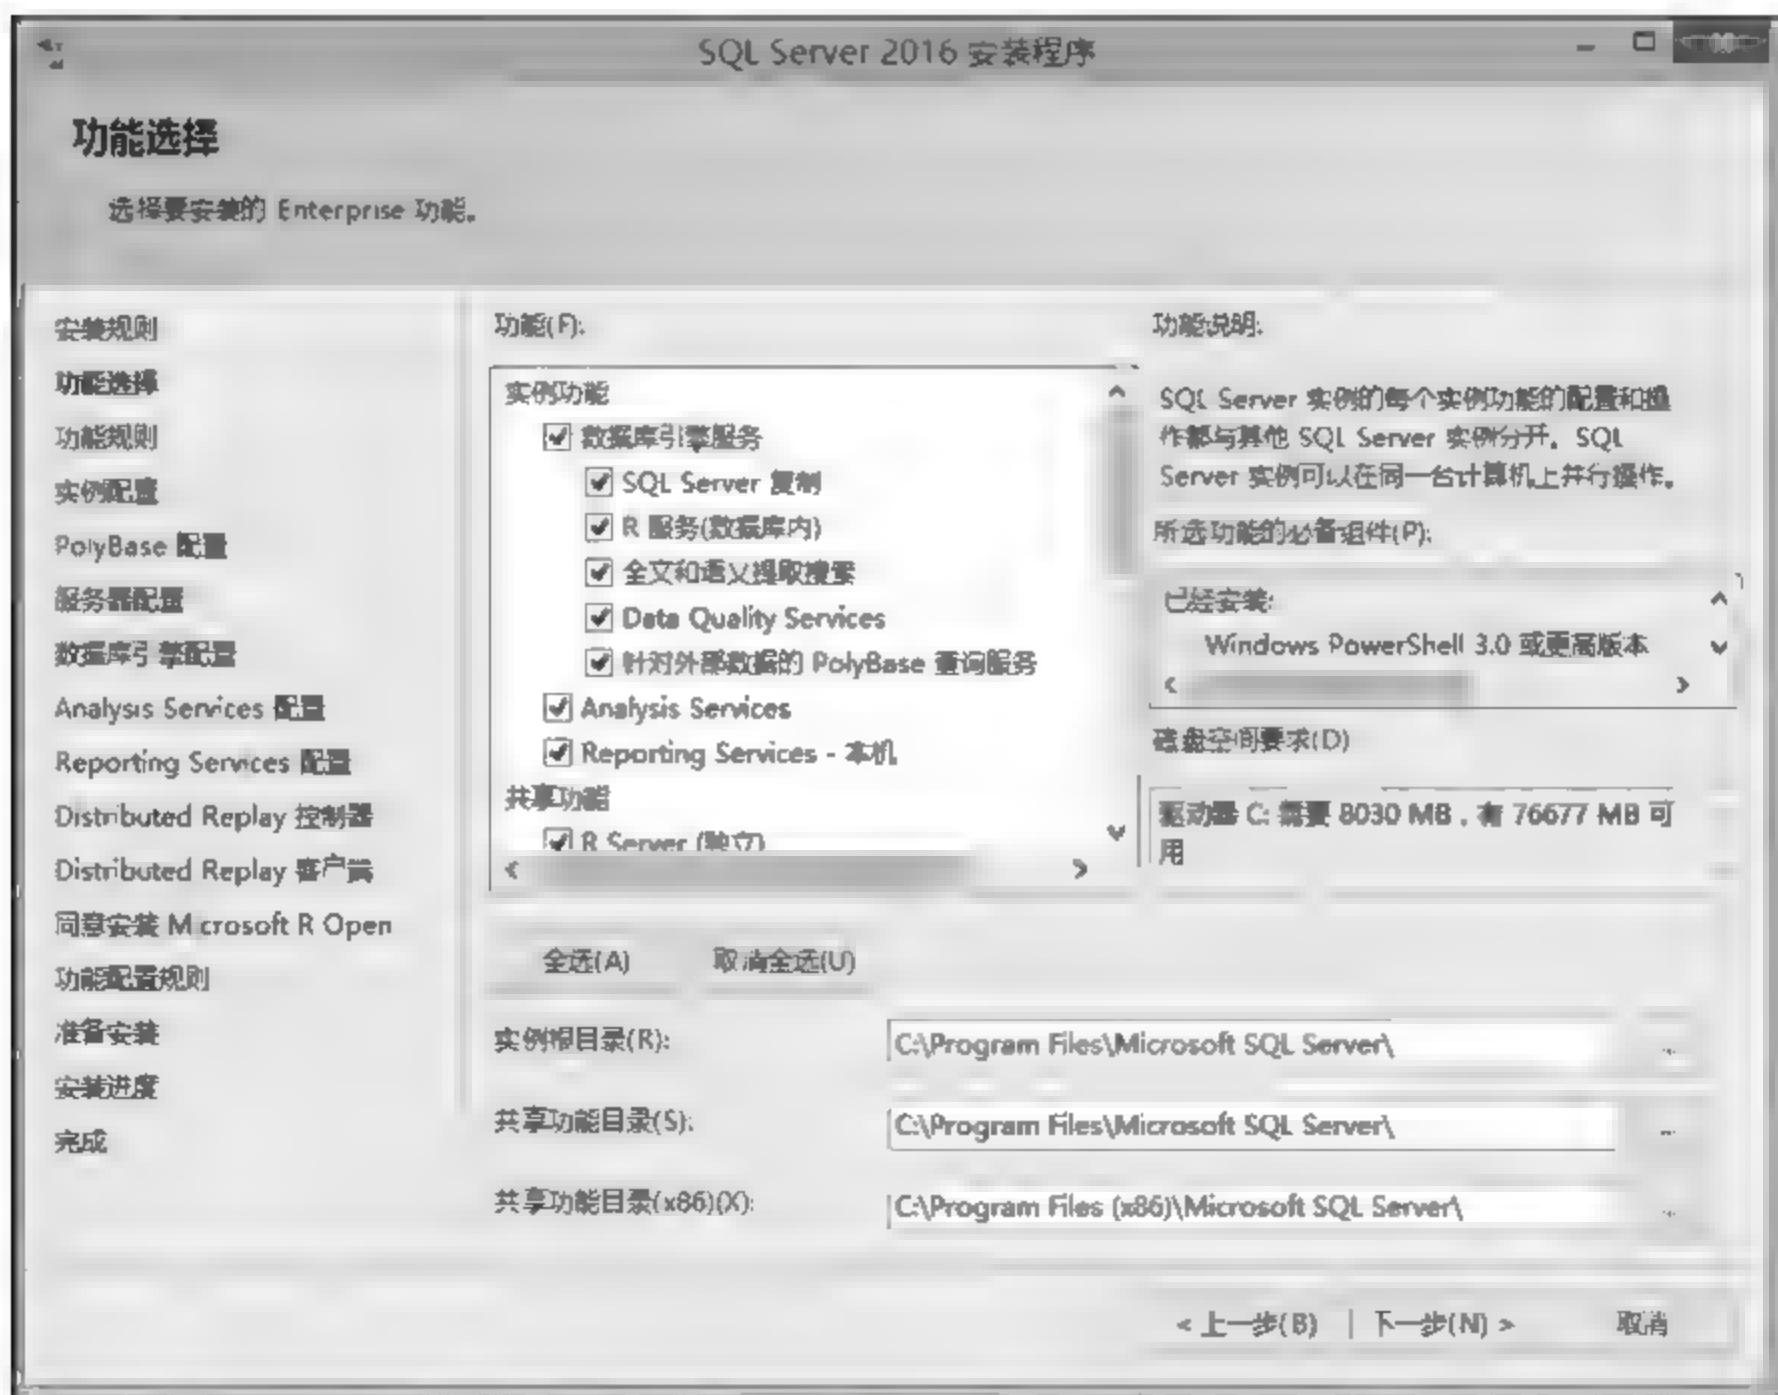 SQL Server 2016 安装程序
功能选择
选择要安装的 Enterprise 功能。
安装规则
功能选择
功能规则
实例配置
PolyBase 配置
服务器配置
数据库引擎配置
Analysis Services 配置
Reporting Services 配置
Distributed Replay 控制器
Distributed Replay 客户端
同意安装 Microsoft R Open
功能配置规则
准备安装
安装进度
完成
功能(F):
实例功能
数据库引擎服务
SQL Server 复制
R 服务(数据库内)
全文和语义提取搜索
Data Quality Services
针对外部数据的 PolyBase 查询服务
Analysis Services
Reporting Services - 本机
共享功能
R Server (独立)
功能说明:
SQL Server 实例的每个实例功能的配置和操
作都与其他 SQL Server 实例分开。SQL
Server 实例可以在同一台计算机上并行操作。
所选功能的必备组件(P):
已经安装:
Windows PowerShell 3.0 或更高版本
磁盘空间要求(D)
驱动器 C: 需要 8030 MB，有 76677 MB 可
用
全选(A) 取消全选(U)
实例根目录(R): C:\Program Files\Microsoft SQL Server\ ...
共享功能目录(S): C:\Program Files\Microsoft SQL Server\ ...
共享功能目录(x86)(X): C:\Program Files (x86)\Microsoft SQL Server\ ...
< 上一步(B) 下一步(N) > 取消